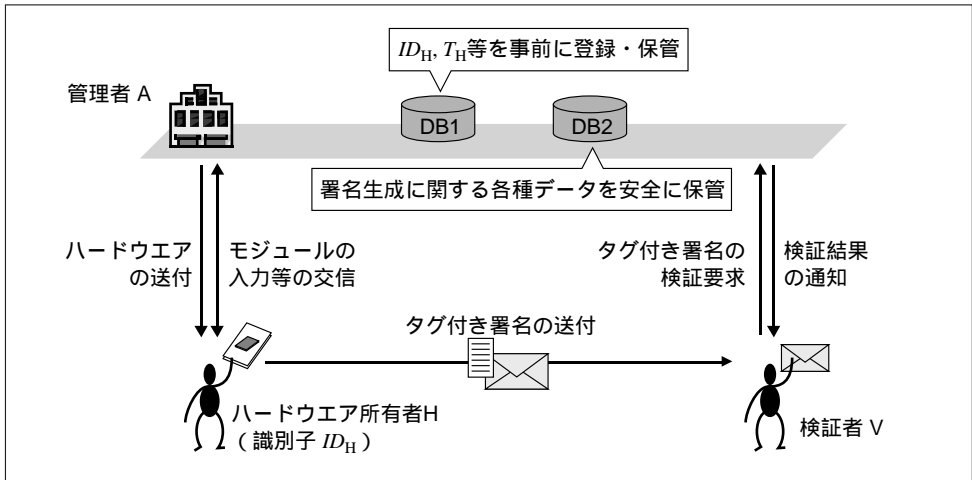 ID_H, T_H等を事前に登録・保管
管理者 A
DB1
DB2
署名生成に関する各種データを安全に保管
ハードウエア
の送付
モジュールの
入力等の交信
タグ付き署名の
検証要求
検証結果
の通知
タグ付き署名の送付
ハードウエア所有者H
（識別子 ID_H）
検証者 V